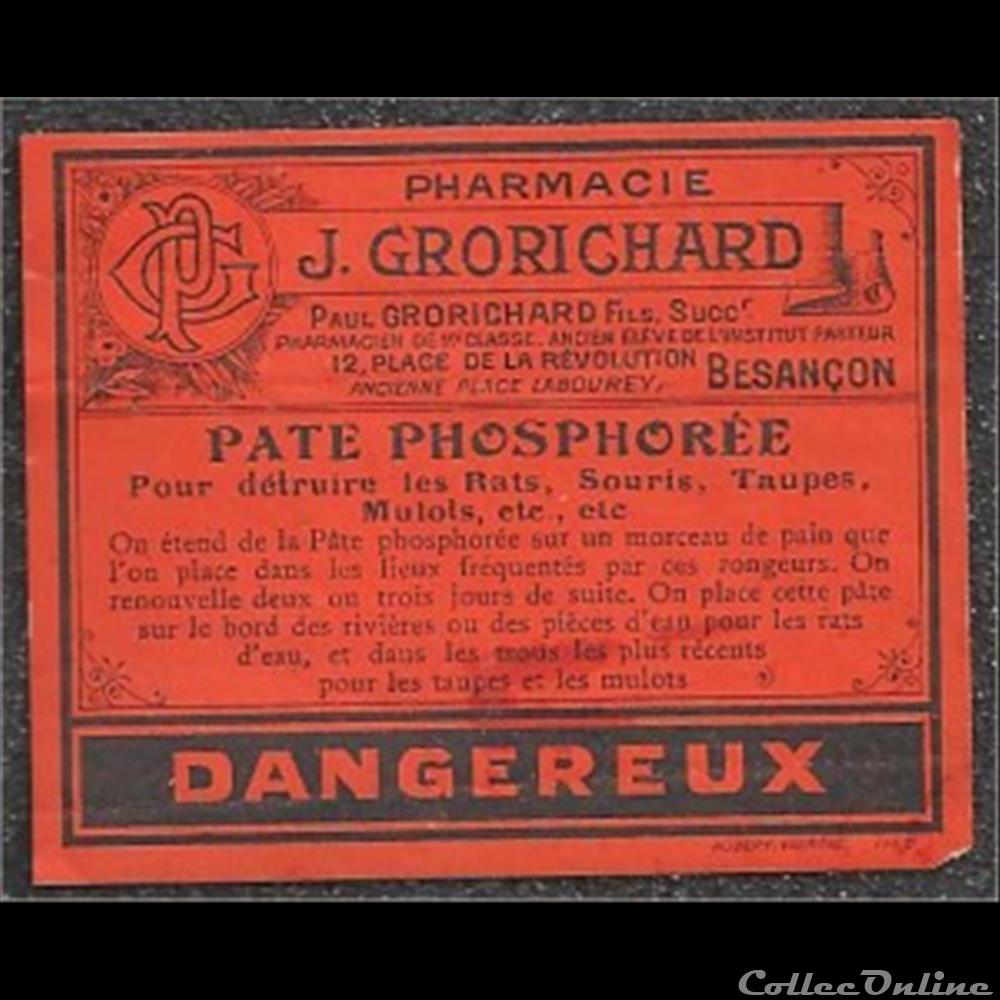 PHARMACIE
J. GRORICHARD
PAUL GRORICHARD FILS, SUCCr
PHARMACIEN DE 1re CLASSE. ANCIEN ÉLÈVE DE L'INSTITUT PASTEUR
12, PLACE DE LA RÉVOLUTION
ANCIENNE PLACE LABOUREY,
BESANÇON
PATE PHOSPHORÉE
Pour détruire les Rats, Souris, Taupes,
Mulots, etc., etc
On étend de la Pâte phosphorée sur un morceau de pain que
l'on place dans les lieux fréquentés par ces rongeurs. On
renouvelle deux ou trois jours de suite. On place cette pâte
sur le bord des rivières ou des pièces d'eau pour les rats
d'eau, et dans les trous les plus récents
pour les taupes et les mulots
DANGEREUX
CollecOnline